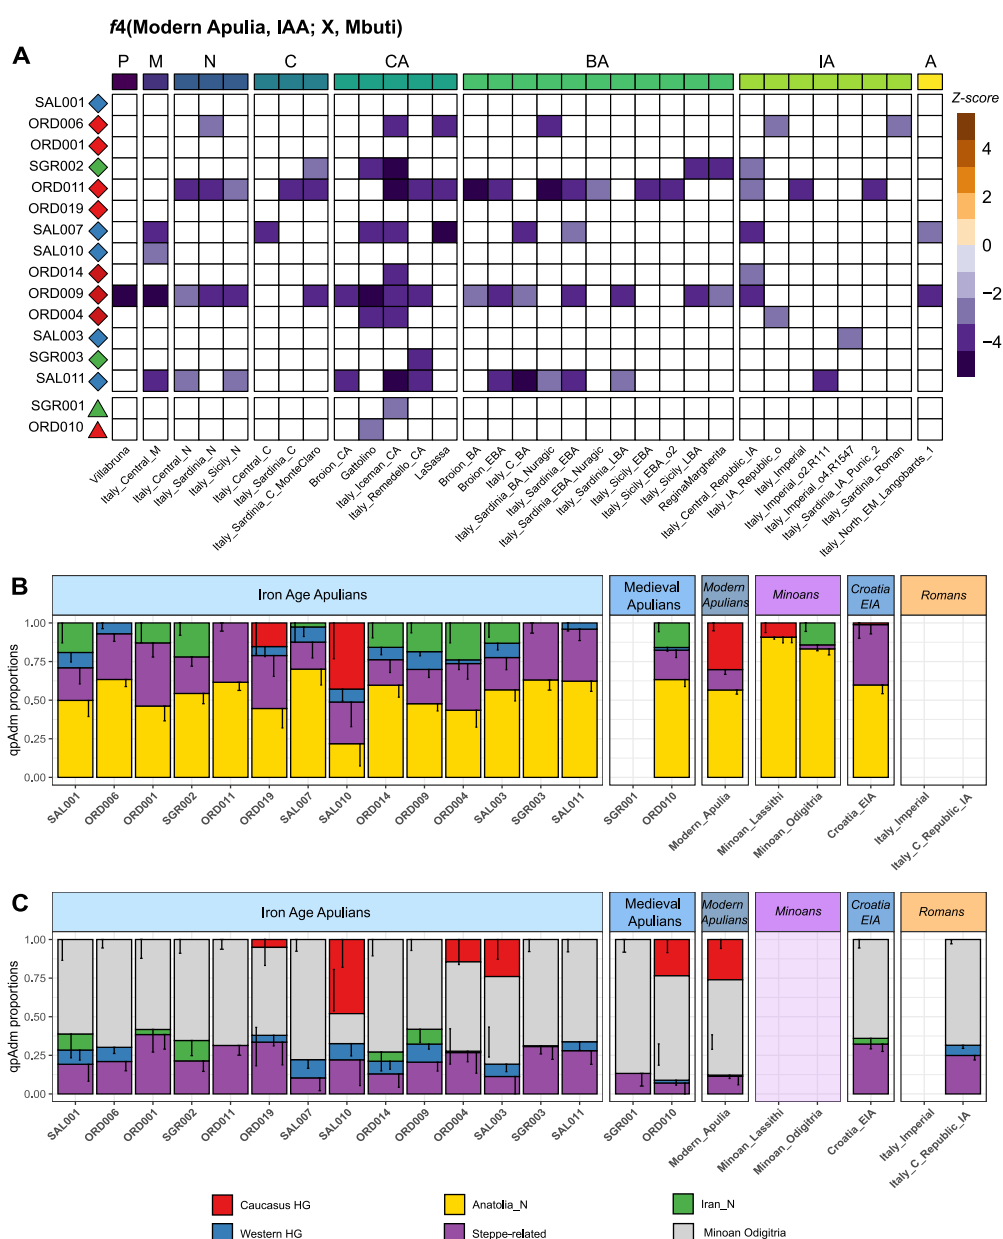 f4(Modern Apulia, IAA; X, Mbuti)
A
P M N C CA BA IA A
Z-score
4
2
0
−2
−4
SAL001
ORD006
ORD001
SGR002
ORD011
ORD019
SAL007
SAL010
ORD014
ORD009
ORD004
SAL003
SGR003
SAL011
SGR001
ORD010
Villabruna
Italy_Central_M
Italy_Central_N
Italy_Sardinia_N
Italy_Sicily_N
Italy_Central_C
Italy_Sardinia_C
Sardinia_C_MonteClaro
Broion_CA
Gattolino
Italy_Iceman_CA
Italy_Remedello_CA
LaSassa
Broion_BA
Broion_EBA
Italy_C_BA
Italy_Sardinia_BA_Nuragic
Italy_Sardinia_EBA
Italy_Sardinia_EBA_Nuragic
Italy_Sardinia_LBA
Italy_Sicily_EBA
Italy_Sicily_EBA_o2
Italy_Sicily_LBA
ReginaMargherita
Italy_Central_Republic_IA
Italy_IA_Republic_o
Italy_Imperial
Italy_Imperial_o2.R111
Italy_Imperial_o4.R1547
Italy_Sardinia_IA_Punic_2
Italy_Sardinia_Roman
Italy_North_EM_Langobards_1
B
Iron Age Apulians
Medieval
Apulians
Modern
Apulians
Minoans
Croatia
EIA
Romans
qpAdm proportions
1.00
0.75
0.50
0.25
0.00
SAL001
ORD006
ORD001
SGR002
ORD011
ORD019
SAL007
SAL010
ORD014
ORD009
ORD004
SAL003
SGR003
SAL011
SGR001
ORD010
Modern_Apulia
Minoan_Lassithi
Minoan_Odigitria
Croatia_EIA
Italy_Imperial
Italy_C_Republic_IA
C
Iron Age Apulians
Medieval
Apulians
Modern
Apulians
Minoans
Croatia
EIA
Romans
qpAdm proportions
1.00
0.75
0.50
0.25
0.00
SAL001
ORD006
ORD001
SGR002
ORD011
ORD019
SAL007
SAL010
ORD014
ORD009
ORD004
SAL003
SGR003
SAL011
SGR001
ORD010
Modern_Apulia
Minoan_Lassithi
Minoan_Odigitria
Croatia_EIA
Italy_Imperial
Italy_C_Republic_IA
Caucasus HG
Anatolia_N
Iran_N
Western HG
Steppe-related
Minoan Odigitria